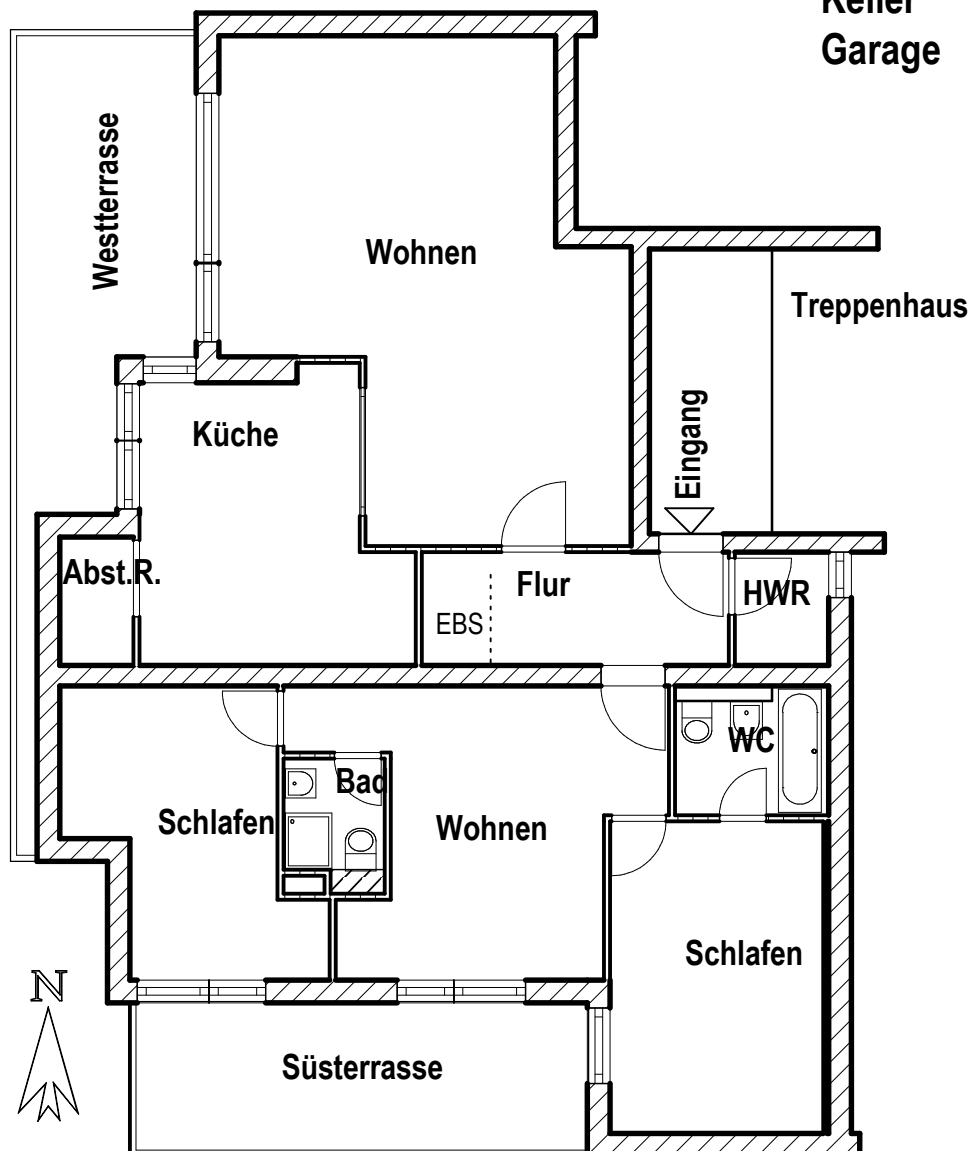 Keller
Garage
Westterrasse
Wohnen
Treppenhaus
Küche
Eingang
Abst.R.
Flur
HWR
EBS
WC
Bad
Schlafen
Wohnen
Schlafen
N
Süsterrasse